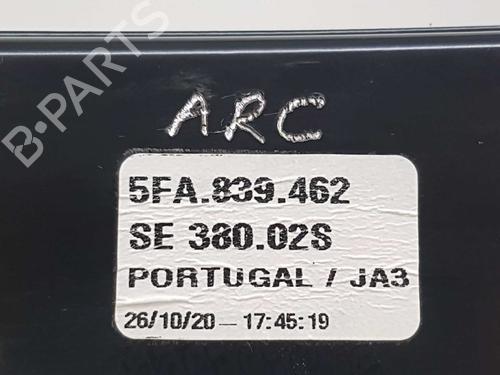 B-PARTS
ARC
5FA.839.462
SE 380.02S
PORTUGAL / JA3
26/10/20-17:45:19